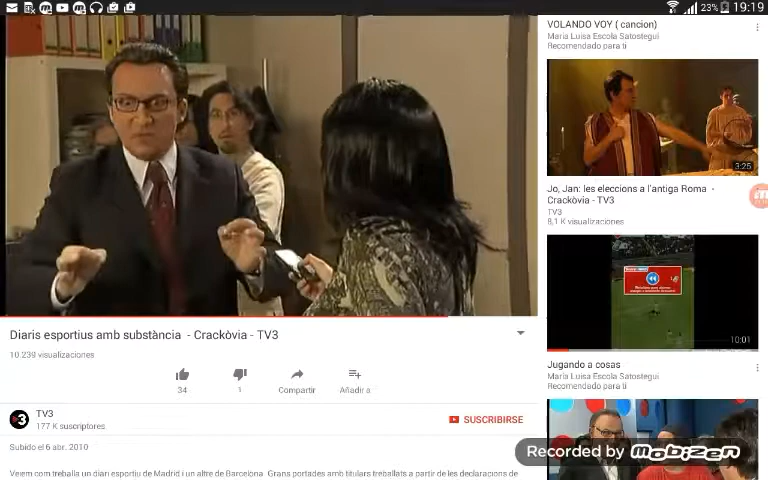 23% 19:19
VOLANDO VOY ( cancion)
Maria Luisa Escola Satostegui
Recomendado para ti
3:25
Jo, Jan: les eleccions a l'antiga Roma -
Crackòvia - TV3
TV3
8,1 K visualizaciones
10:01
Jugando a cosas
Maria Luisa Escola Satostegui
Recomendado para ti
Diaris esportius amb substància - Crackòvia - TV3
10.239 visualizaciones
34
1
Compartir
Añadir a
3
TV3
177 K suscriptores
SUSCRIBIRSE
Subido el 6 abr. 2010
Veiem com treballa un diari esportiu de Madrid i un altre de Barcelona. Grans portades amb titulars treballats a partir de les declaracions de
Recorded by mobizen